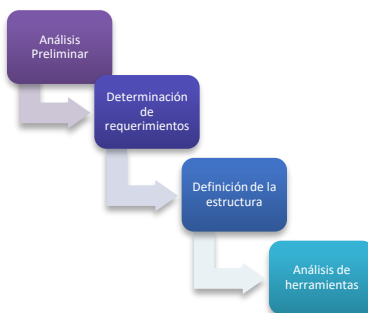 Análisis
Preliminar
Determinación
de
requerimientos
Definición de la
estructura
Análisis de
herramientas